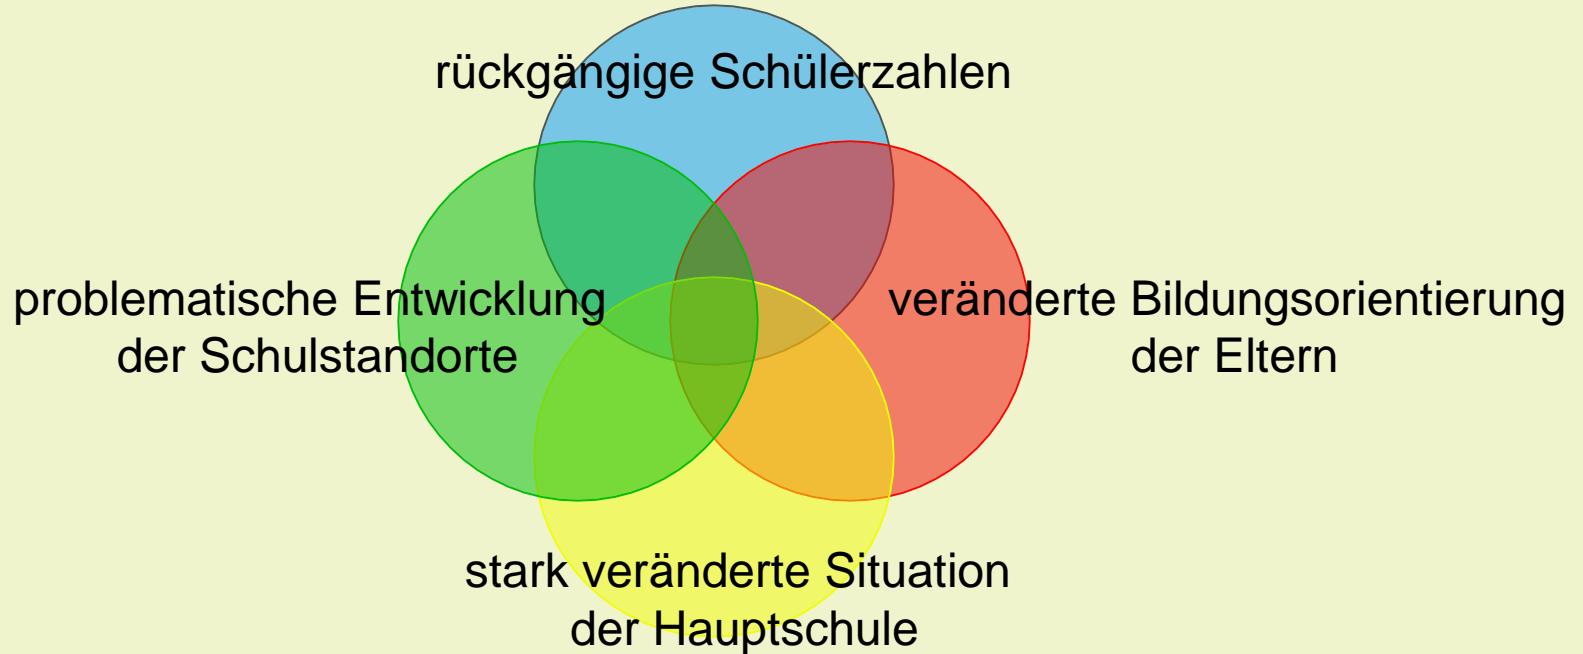 rückgängige Schülerzahlen
problematische Entwicklung
der Schulstandorte
veränderte Bildungsorientierung
der Eltern
stark veränderte Situation
der Hauptschule